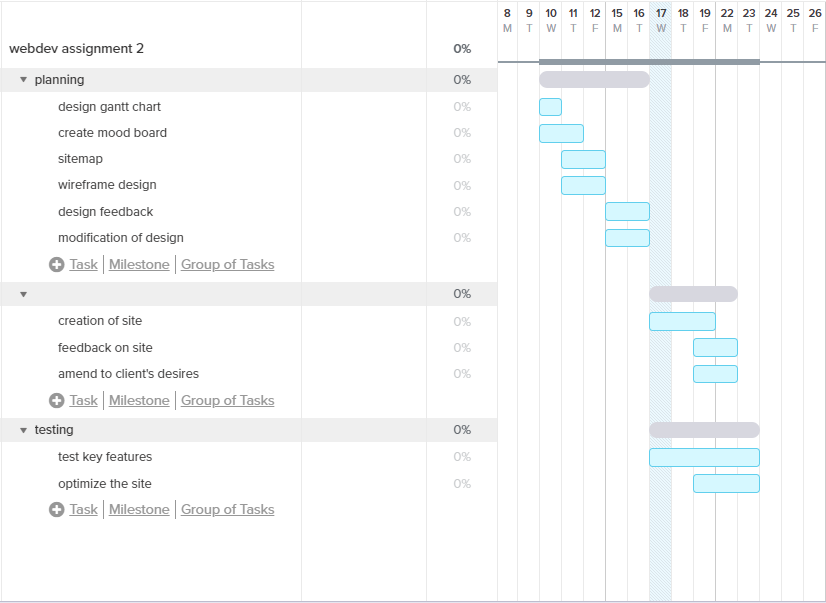 8 9 10 11 12 15 16 17 18 19 22 23 24 25 26
M T W T F M T W T F M T W T F
webdev assignment 2 0%
planning 0%
design gantt chart 0%
create mood board 0%
sitemap 0%
wireframe design 0%
design feedback 0%
modification of design 0%
Task Milestone Group of Tasks
0%
creation of site 0%
feedback on site 0%
amend to client's desires 0%
Task Milestone Group of Tasks
testing 0%
test key features 0%
optimize the site 0%
Task Milestone Group of Tasks